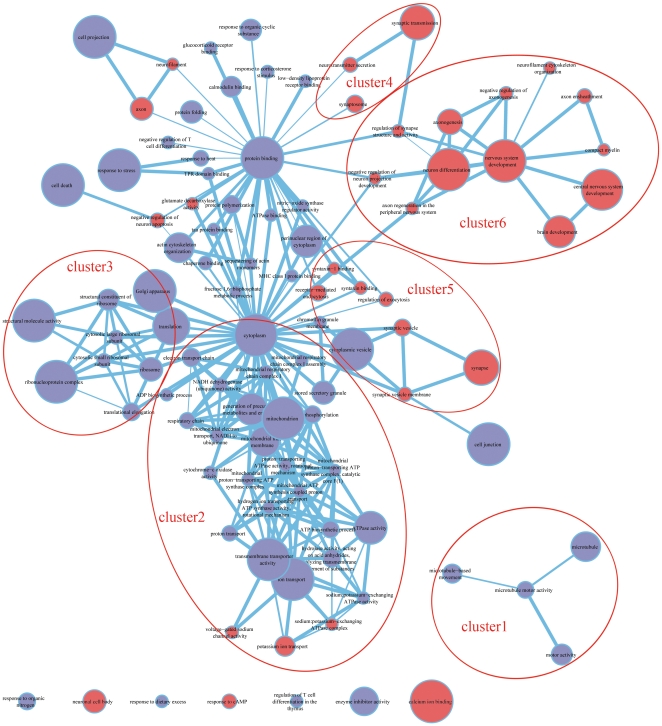 response to organic cyclic
substance
synaptic transmission
cell projection
glucocorticoid receptor
binding
neurofilament
response to corticosterone
stimulus
low-density lipoprotein
receptor binding
neurotransmitter secretion
cluster4
calmodulin binding
synaptosome
axon
protein folding
neurofilament cytoskeleton
organization
negative regulation of
axonogenesis
axon ensheathment
axonogenesis
regulation of synapse
structure and activity
negative regulation of T
cell differentiation
compact myelin
protein binding
response to heat
response to stress
TPR domain binding
nervous system
development
neuron differentiation
negative regulation of
neuron projection
development
cell death
central nervous system
development
glutamate decarboxylase
activity
protein polymerization
nitric-oxide synthase
regulator activity
ATPase binding
axon regeneration in the
peripheral nervous system
negative regulation of
neuron apoptosis
tau protein binding
brain development
cluster6
perinuclear region of
cytoplasm
actin cytoskeleton
organization
chaperone binding
sequestering of actin
monomers
MHC class I protein binding
syntaxin-1 binding
cluster3
fructose 1,6-bisphosphate
metabolic process
receptor-mediated
endocytosis
syntaxin binding
cluster5
regulation of exocytosis
Golgi apparatus
structural constituent of
ribosome
structural molecule activity
translation
chromaffin granule
membrane
synaptic vesicle
cytosolic large ribosomal
subunit
cytoplasm
cytoplasmic vesicle
cytosolic small ribosomal
subunit
electron transport chain
mitochondrial respiratory
chain complex I assembly
mitochondrial respiratory
chain complex I
synapse
ribosome
ribonucleoprotein complex
NADH dehydrogenase
(ubiquinone) activity
stored secretory granule
ADP biosynthetic process
synaptic vesicle membrane
translational elongation
generation of precursor
metabolites and energy
mitochondrion
phosphorylation
respiratory chain
mitochondrial electron
transport, NADH to
ubiquinone
mitochondrial
membrane
cell junction
cytochrome-c oxidase
activity
proton-transporting
ATPase activity,
mechanism
mitochondrial
proton-transporting ATP
synthase complex
mitochondrial
proton-transporting ATP
synthase complex, catalytic
core F(1)
mitochondrial ATP
synthesis coupled proton
transport
hydrogen ion transporting
ATP synthase activity,
rotational mechanism
cluster2
proton transport
ATP biosynthetic process
ATPase activity
cluster1
microtubule
hydrolase activity, acting
on acid anhydrides,
catalyzing transmembrane
movement of substances
transmembrane transporter
activity
ion transport
microtubule-based
movement
microtubule motor activity
sodium:potassium-exchanging
ATPase activity
sodium:potassium-exchanging
ATPase complex
voltage-gated sodium
channel activity
potassium ion transport
motor activity
response to organic
nitrogen
neuronal cell body
response to dietary excess
response to cAMP
regulation of T cell
differentiation in the
thymus
enzyme inhibitor activity
calcium ion binding